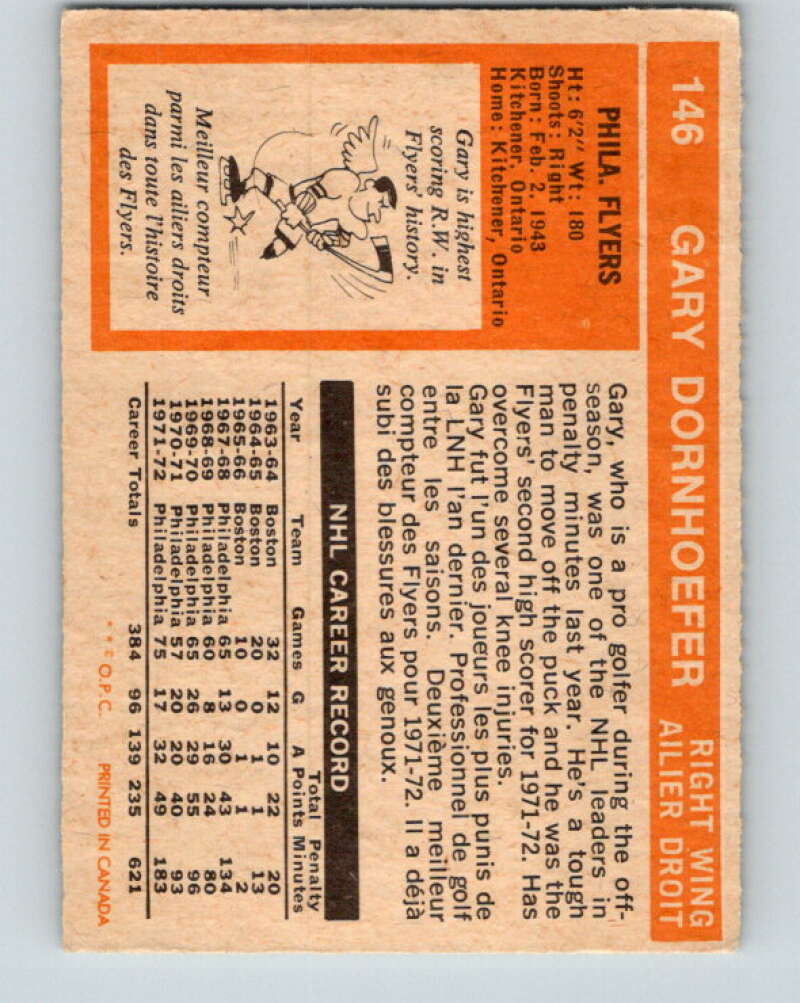 146 GARY DORNHOEFER
RIGHT WING
AILIER DROIT
PHILA. FLYERS
Ht: 6'2" Wt: 180
Shoots: Right
Born: Feb. 2, 1943
Kitchener, Ontario
Home: Kitchener, Ontario
Gary is highest
scoring R.W. in
Flyers' history.
Meilleur compteur
parmi les ailiers droits
dans toute l'histoire
des Flyers.
Gary, who is a pro golfer during the off-
season, was one of the NHL leaders in
penalty minutes last year. He's a tough
man to move off the puck and he was the
Flyers' second high scorer for 1971-72. Has
overcome several knee injuries.
Gary fut l'un des joueurs les plus punis de
la LNH l'an dernier. Professionnel de golf
entre les saisons. Deuxième meilleur
compteur des Flyers pour 1971-72. Il a déjà
subi des blessures aux genoux.
NHL CAREER RECORD
Total Penalty
Year Team Games G A Points Minutes
1963-64 Boston 32 12 10 22 20
1964-65 Boston 20 0 1 1 13
1965-66 Boston 10 0 1 1 2
1967-68 Philadelphia 65 13 30 43 134
1968-69 Philadelphia 60 8 16 24 80
1969-70 Philadelphia 65 26 29 55 96
1970-71 Philadelphia 57 20 20 40 93
1971-72 Philadelphia 75 17 32 49 183
Career Totals 384 96 139 235 621
* * © O.P.C. PRINTED IN CANADA